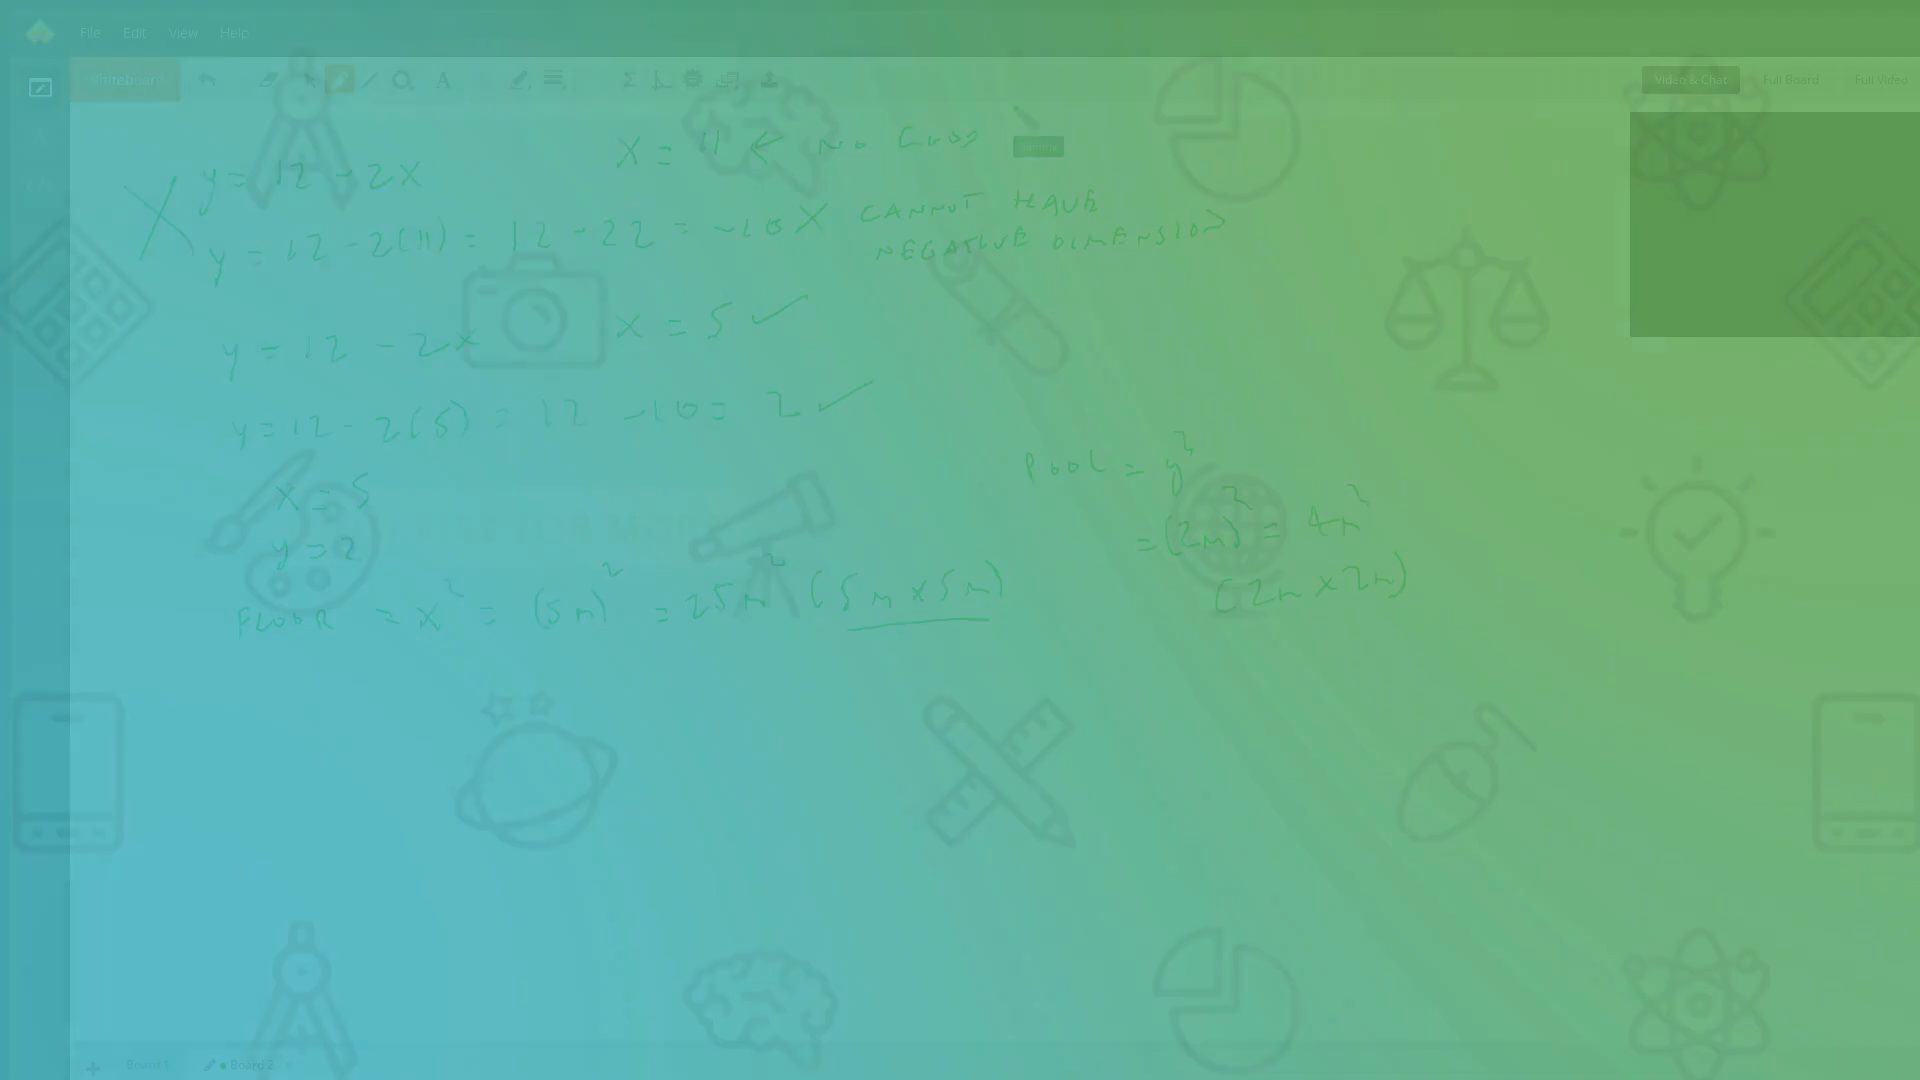 File Edit View Help
Whiteboard
Video & Chat Full Board Full Video
x = 11 ← No
y = 12 - 2x
y = 12 - 2(11) = 12 - 22 = -10 X CANNOT HAVE
NEGATIVE DIMENSION
y = 12 - 2x x = 5 ✓
y = 12 - 2(5) = 12 - 10 = 2 ✓
x = 5
y = 2
FLOOR = x² = (5m)² = 25m² (5m x 5m)
POOL = y²
= (2m)² = 4m²
(2m x 2m)
Board 1 Board 2